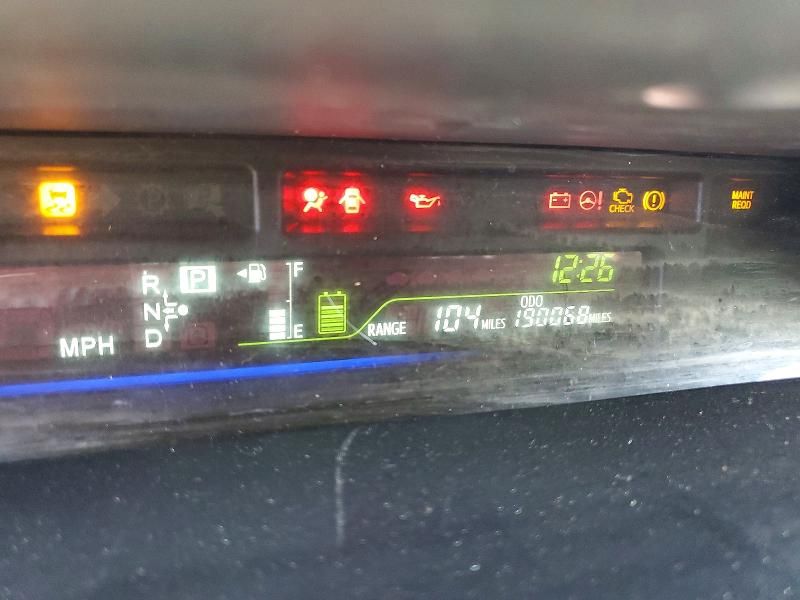 CHECK
MAINT
REQD
12:26
R
P
F
N
ODO
E
RANGE 104 MILES 190068 MILES
MPH D